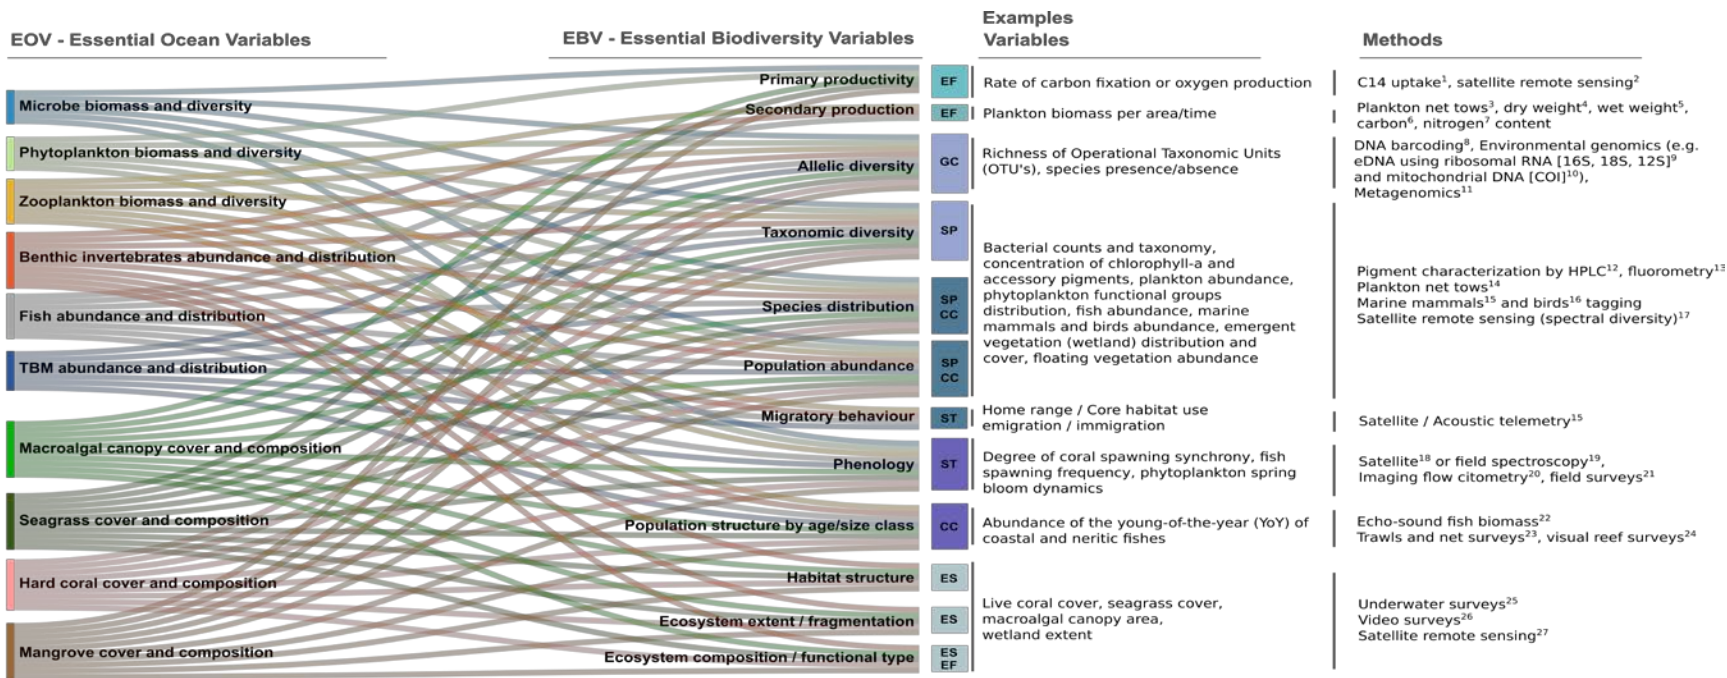 EOV - Essential Ocean Variables
EBV - Essential Biodiversity Variables
Examples
Variables
Methods
Microbe biomass and diversity
Phytoplankton biomass and diversity
Zooplankton biomass and diversity
Benthic invertebrates abundance and distribution
Fish abundance and distribution
TBM abundance and distribution
Macroalgal canopy cover and composition
Seagrass cover and composition
Hard coral cover and composition
Mangrove cover and composition
Primary productivity
EF
Rate of carbon fixation or oxygen production
C14 uptake¹, satellite remote sensing²
Secondary production
EF
Plankton biomass per area/time
Plankton net tows³, dry weight⁴, wet weight⁵,
carbon⁶, nitrogen⁷ content
Allelic diversity
GC
Richness of Operational Taxonomic Units
(OTU's), species presence/absence
DNA barcoding⁸, Environmental genomics (e.g.
eDNA using ribosomal RNA [16S, 18S, 12S]⁹
and mitochondrial DNA [COI]¹⁰),
Metagenomics¹¹
Taxonomic diversity
SP
Species distribution
SP
CC
Population abundance
SP
CC
Bacterial counts and taxonomy,
concentration of chlorophyll-a and
accessory pigments, plankton abundance,
phytoplankton functional groups
distribution, fish abundance, marine
mammals and birds abundance, emergent
vegetation (wetland) distribution and
cover, floating vegetation abundance
Pigment characterization by HPLC¹², fluorometry¹³
Plankton net tows¹⁴
Marine mammals¹⁵ and birds¹⁶ tagging
Satellite remote sensing (spectral diversity)¹⁷
Migratory behaviour
ST
Home range / Core habitat use
emigration / immigration
Satellite / Acoustic telemetry¹⁵
Phenology
ST
Degree of coral spawning synchrony, fish
spawning frequency, phytoplankton spring
bloom dynamics
Satellite¹⁸ or field spectroscopy¹⁹,
Imaging flow citometry²⁰, field surveys²¹
Population structure by age/size class
CC
Abundance of the young-of-the-year (YoY) of
coastal and neritic fishes
Echo-sound fish biomass²²
Trawls and net surveys²³, visual reef surveys²⁴
Habitat structure
ES
Ecosystem extent / fragmentation
ES
Ecosystem composition / functional type
ES
EF
Live coral cover, seagrass cover,
macroalgal canopy area,
wetland extent
Underwater surveys²⁵
Video surveys²⁶
Satellite remote sensing²⁷